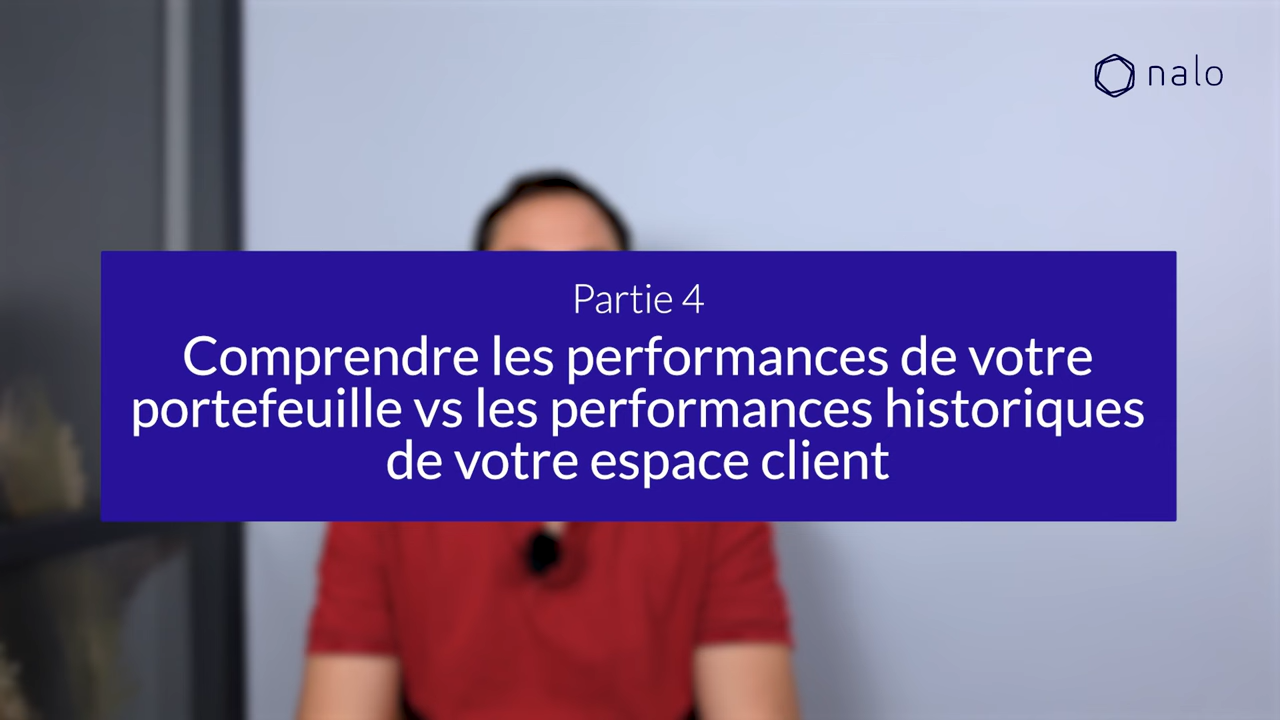 nalo
Partie 4
Comprendre les performances de votre
portefeuille vs les performances historiques
de votre espace client